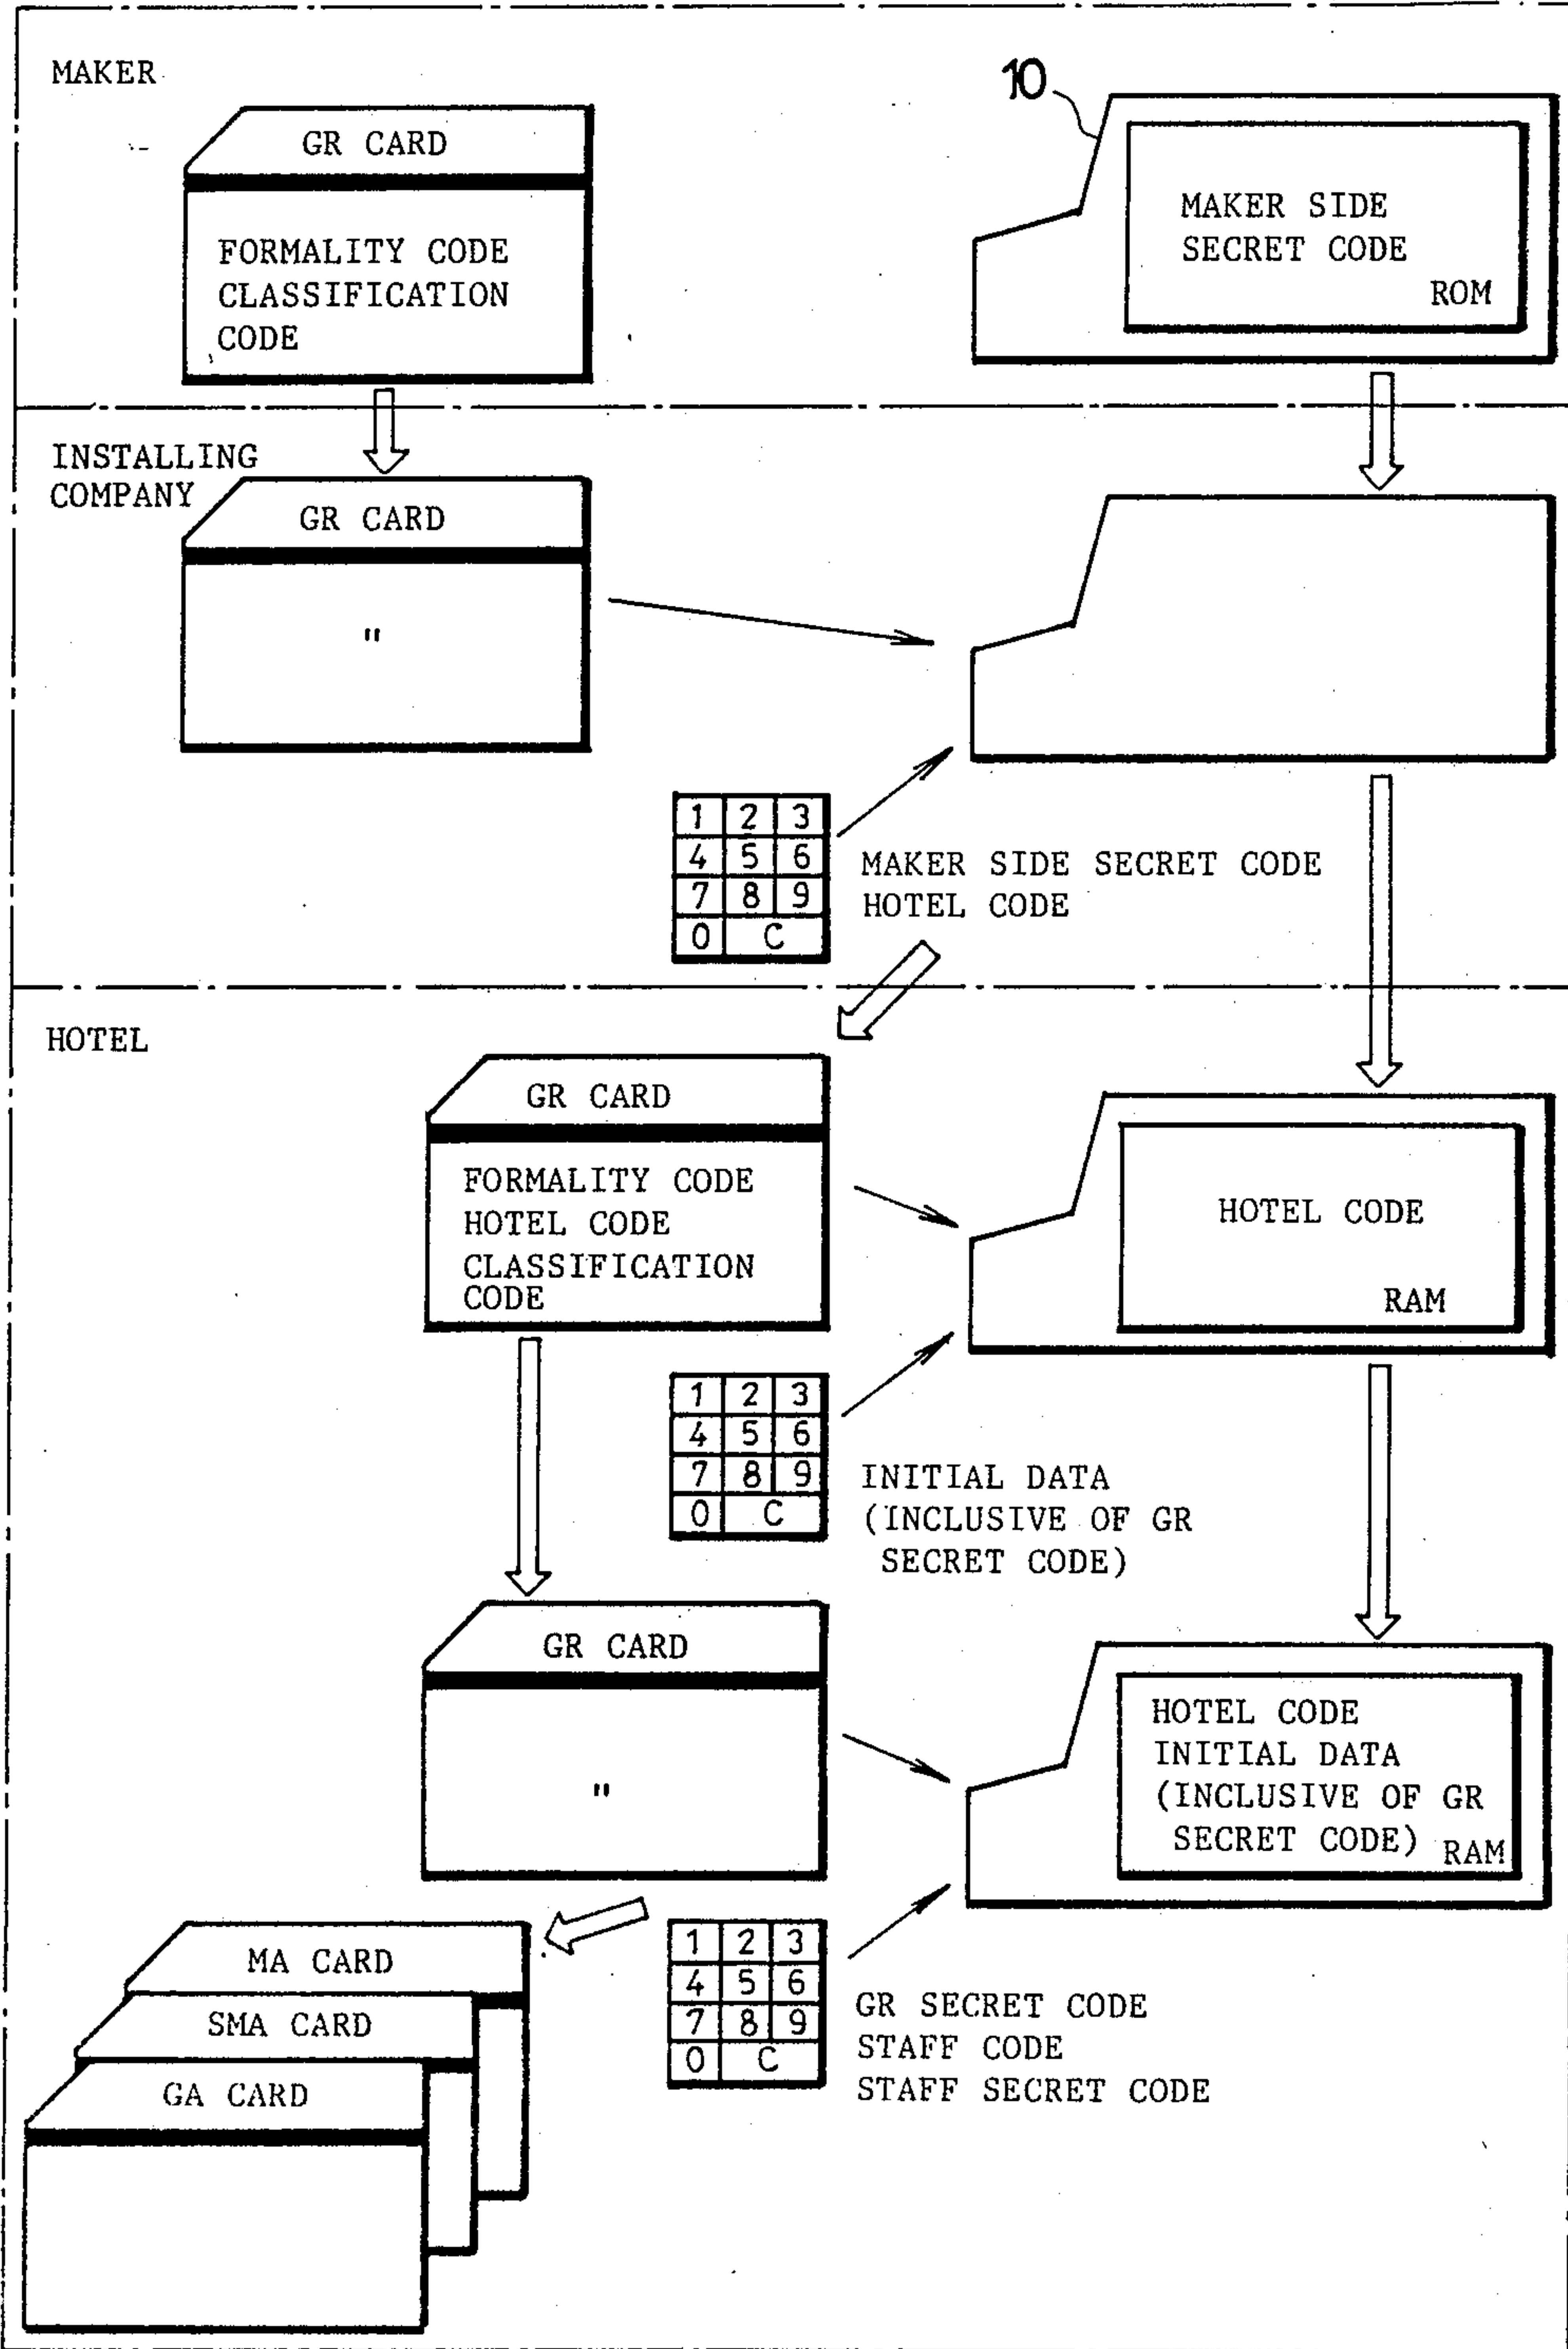 MAKER
10
GR CARD
FORMALITY CODE
CLASSIFICATION
CODE
MAKER SIDE
SECRET CODE
ROM
INSTALLING
COMPANY
GR CARD
"
1 2 3
4 5 6
7 8 9
0 C
MAKER SIDE SECRET CODE
HOTEL CODE
HOTEL
GR CARD
FORMALITY CODE
HOTEL CODE
CLASSIFICATION
CODE
HOTEL CODE
RAM
1 2 3
4 5 6
7 8 9
0 C
INITIAL DATA
(INCLUSIVE OF GR
SECRET CODE)
GR CARD
"
HOTEL CODE
INITIAL DATA
(INCLUSIVE OF GR
SECRET CODE)
RAM
MA CARD
SMA CARD
GA CARD
1 2 3
4 5 6
7 8 9
0 C
GR SECRET CODE
STAFF CODE
STAFF SECRET CODE